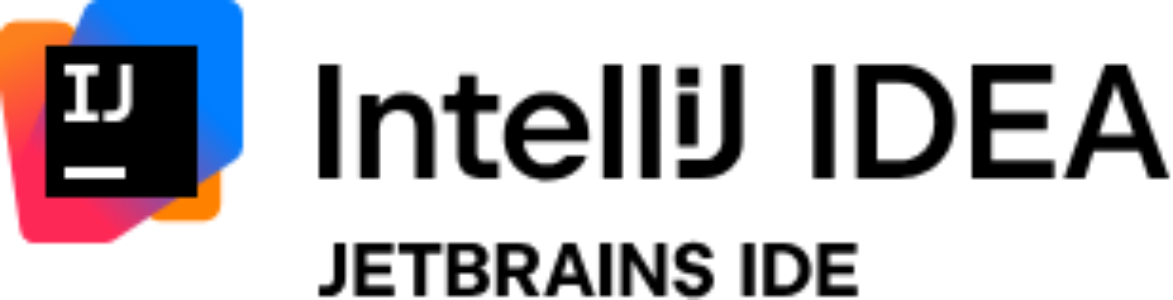 IJ
IntelliJ IDEA
JETBRAINS IDE